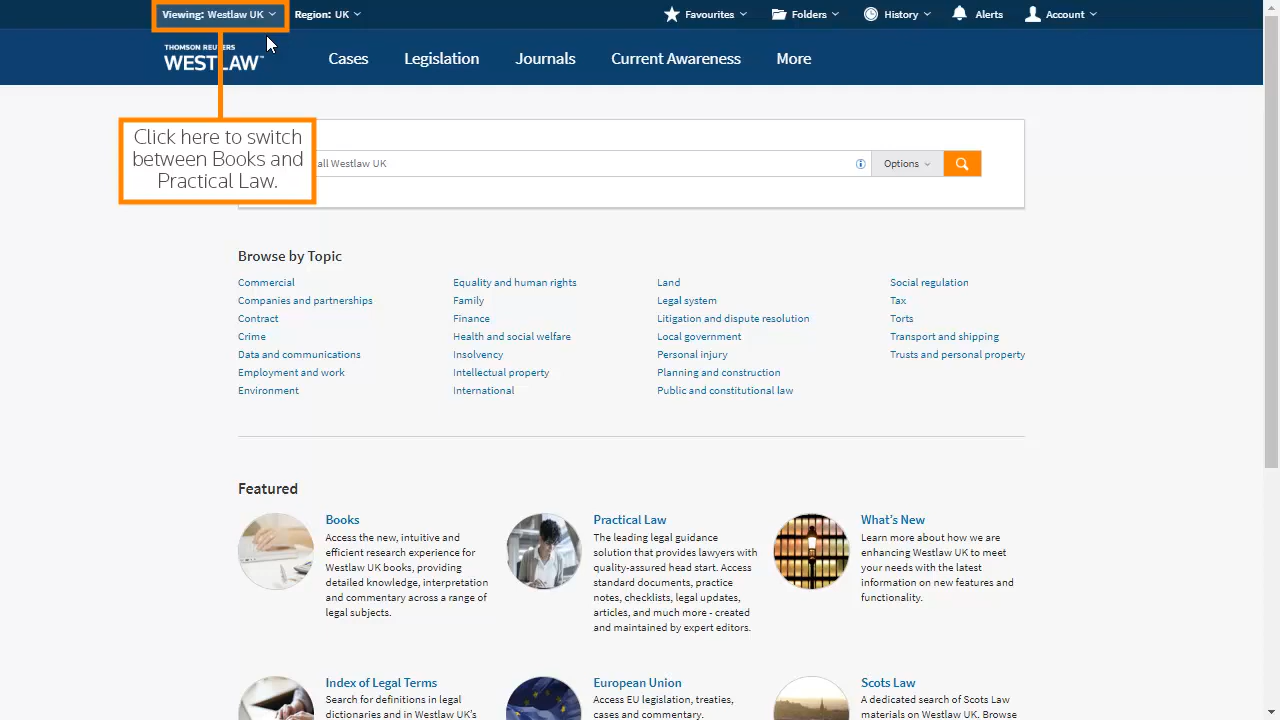 Viewing: Westlaw UK
Region: UK
Favourites
Folders
History
Alerts
Account
THOMSON REUTERS
WESTLAW™
Cases
Legislation
Journals
Current Awareness
More
Click here to switch
between Books and
Practical Law.
all Westlaw UK
Options
Browse by Topic
Commercial
Companies and partnerships
Contract
Crime
Data and communications
Employment and work
Environment
Equality and human rights
Family
Finance
Health and social welfare
Insolvency
Intellectual property
International
Land
Legal system
Litigation and dispute resolution
Local government
Personal injury
Planning and construction
Public and constitutional law
Social regulation
Tax
Torts
Transport and shipping
Trusts and personal property
Featured
Books
Access the new, intuitive and
efficient research experience for
Westlaw UK books, providing
detailed knowledge, interpretation
and commentary across a range of
legal subjects.
Practical Law
The leading legal guidance
solution that provides lawyers with
quality-assured head start. Access
standard documents, practice
notes, checklists, legal updates,
articles, and much more - created
and maintained by expert editors.
What's New
Learn more about how we are
enhancing Westlaw UK to meet
your needs with the latest
information on new features and
functionality.
Index of Legal Terms
Search for definitions in legal
dictionaries and in Westlaw UK's
European Union
Access EU legislation, treaties,
cases and commentary.
Scots Law
A dedicated search of Scots Law
materials on Westlaw UK. Browse